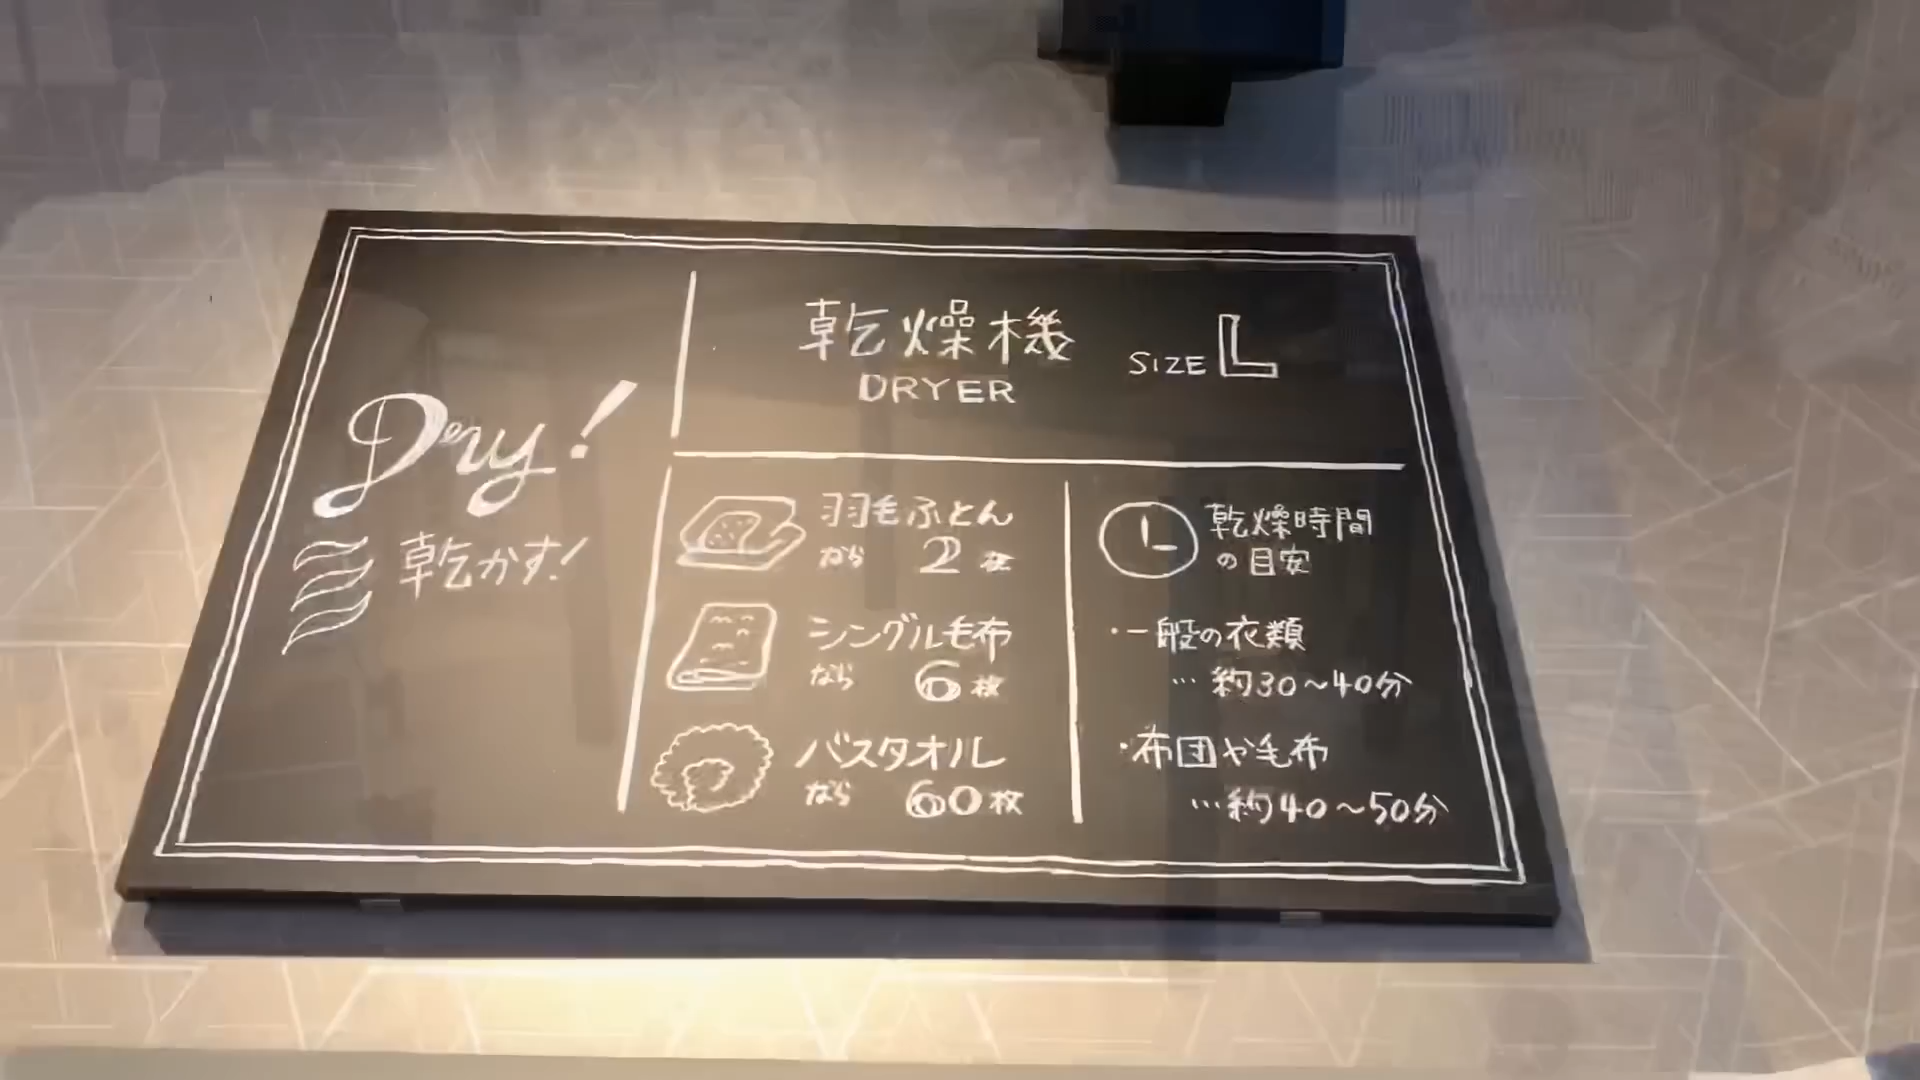 Dry!
乾かす!
乾燥機
DRYER
SIZE L
羽毛ふとん
なら 2枚
シングル毛布
なら 6枚
バスタオル
なら 60枚
乾燥時間
の目安
・一般の衣類
… 約30〜40分
・布団や毛布
… 約40〜50分